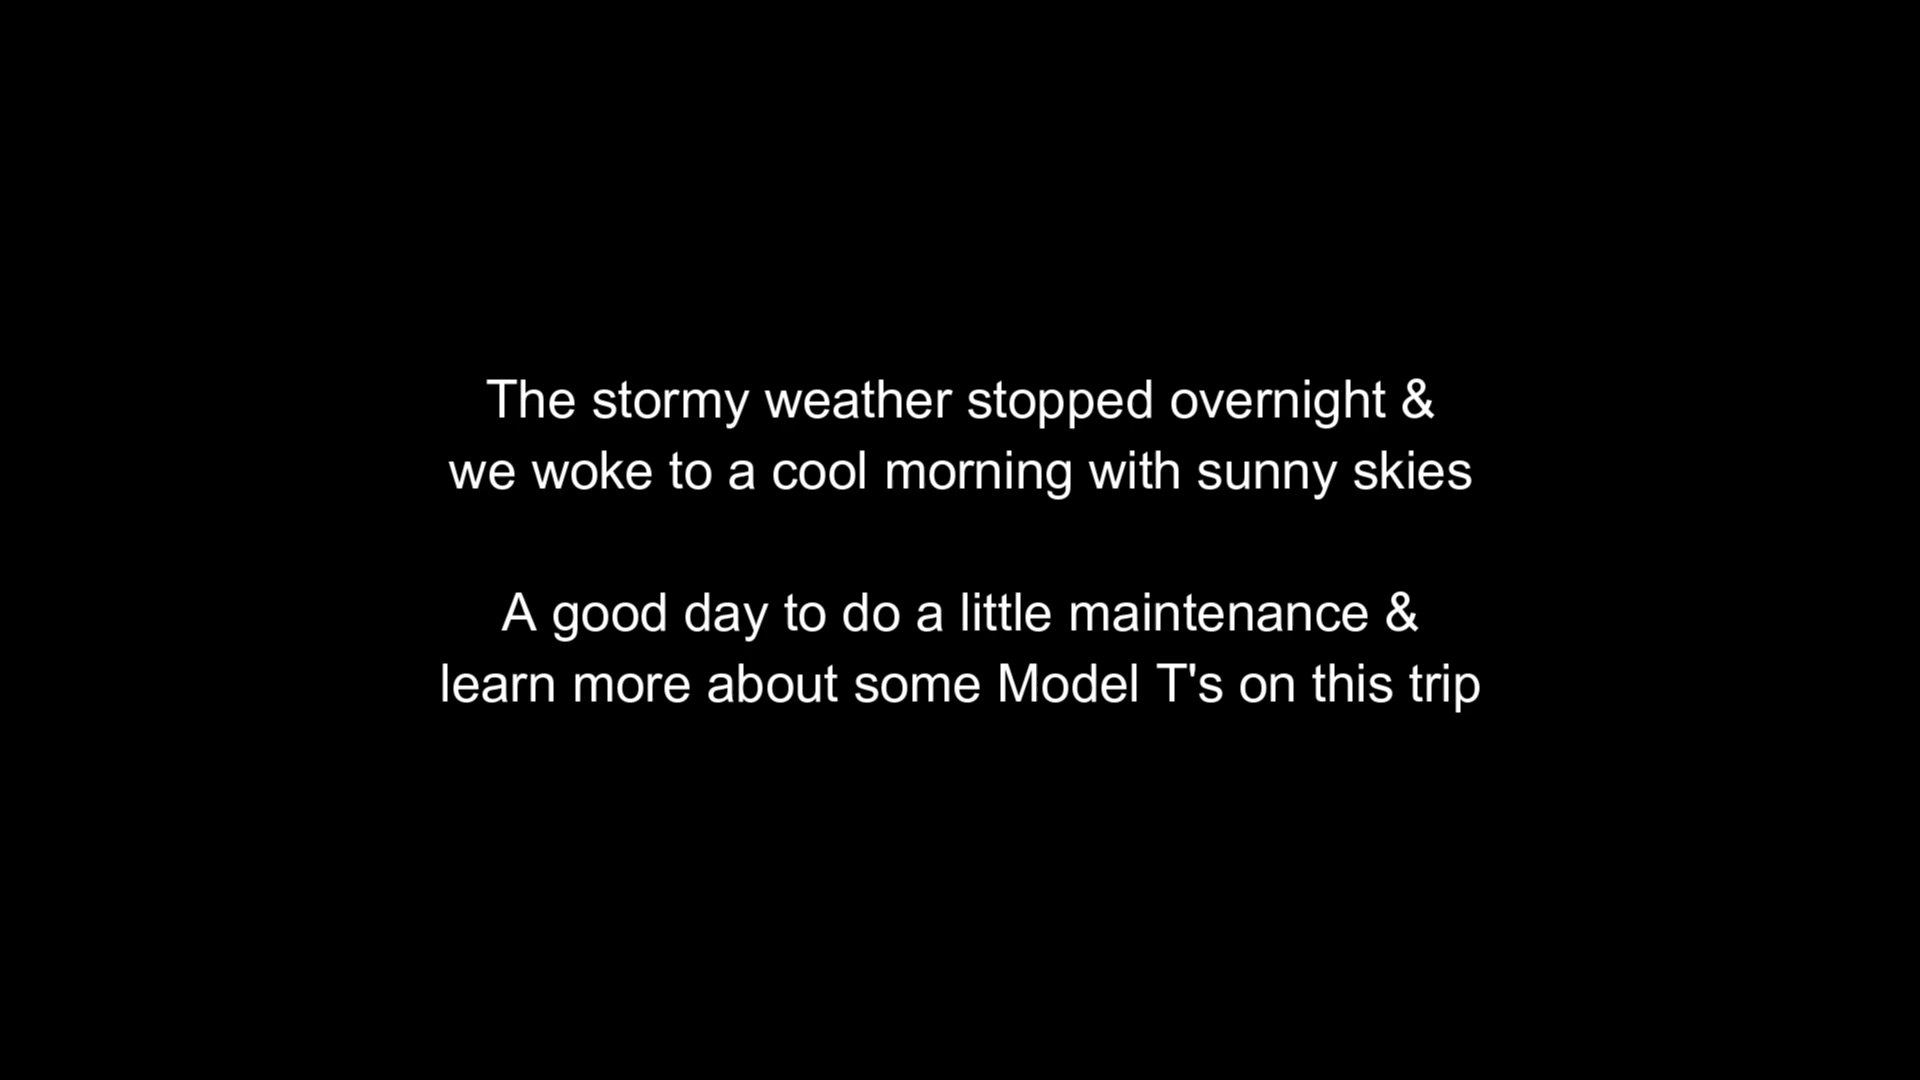 The stormy weather stopped overnight &
we woke to a cool morning with sunny skies
A good day to do a little maintenance &
learn more about some Model T's on this trip